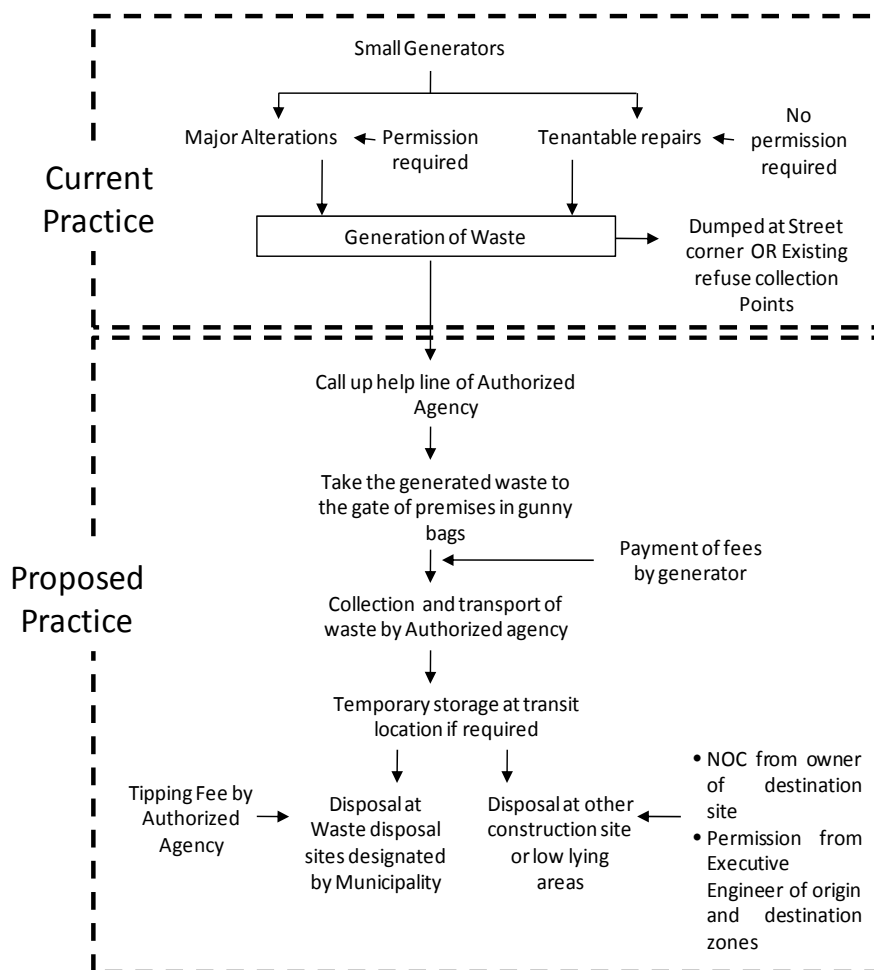 Small Generators
Major Alterations
Permission
required
Tenantable repairs
No
permission
required
Current
Practice
Generation of Waste
Dumped at Street
corner OR Existing
refuse collection
Points
Call up help line of Authorized
Agency
Take the generated waste to
the gate of premises in gunny
bags
Payment of fees
by generator
Proposed
Practice
Collection and transport of
waste by Authorized agency
Temporary storage at transit
location if required
Tipping Fee by
Authorized
Agency
Disposal at
Waste disposal
sites designated
by Municipality
Disposal at other
construction site
or low lying
areas
• NOC from owner
of destination
site
• Permission from
Executive
Engineer of origin
and destination
zones